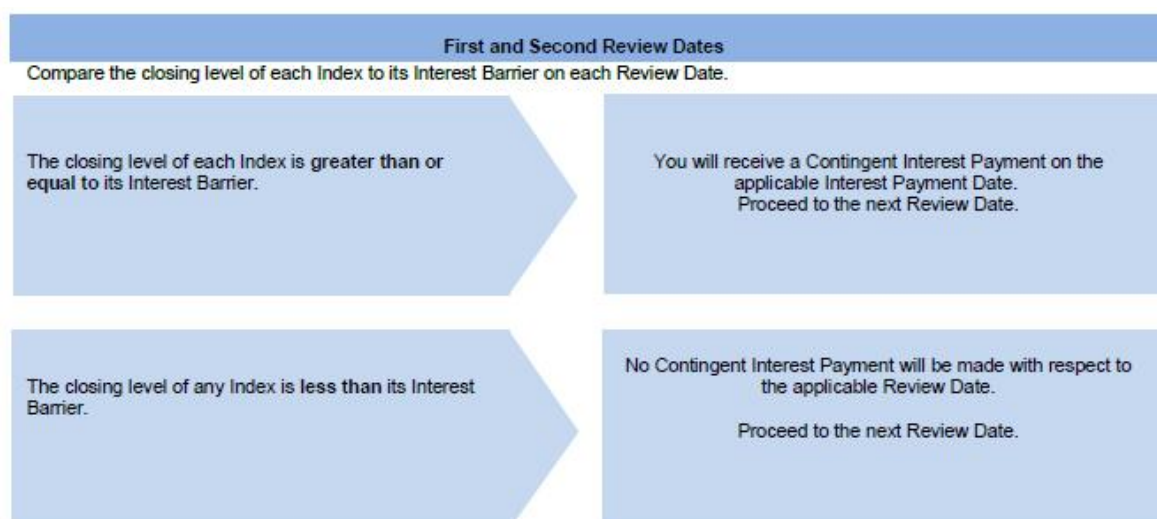 First and Second Review Dates
Compare the closing level of each Index to its Interest Barrier on each Review Date.
The closing level of each Index is greater than or
equal to its Interest Barrier.
You will receive a Contingent Interest Payment on the
applicable Interest Payment Date.
Proceed to the next Review Date.
The closing level of any Index is less than its Interest
Barrier.
No Contingent Interest Payment will be made with respect to
the applicable Review Date.
Proceed to the next Review Date.